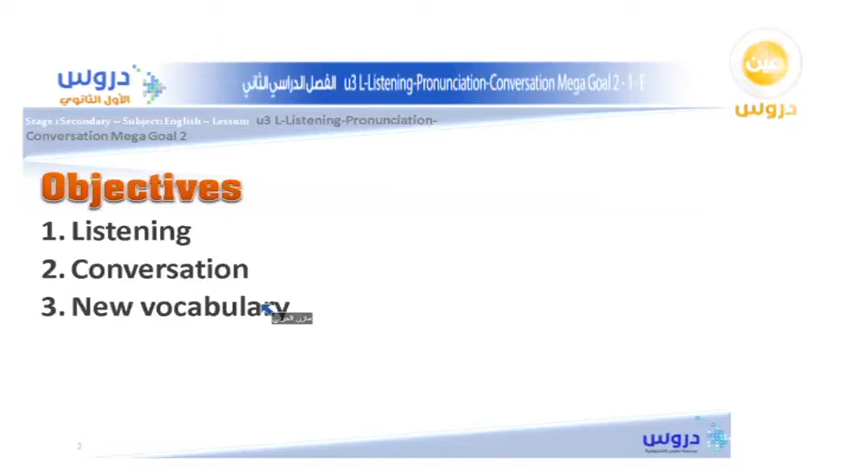 دروس
الأول الثانوي
الفصل الدراسي الثاني u3 L-Listening-Pronunciation-Conversation Mega Goal 2 - 1 - E
عين
دروس
Stage : Secondary – Subject: English – Lesson: u3 L-Listening-Pronunciation-
Conversation Mega Goal 2
Objectives
1. Listening
2. Conversation
3. New vocabulary
2
دروس